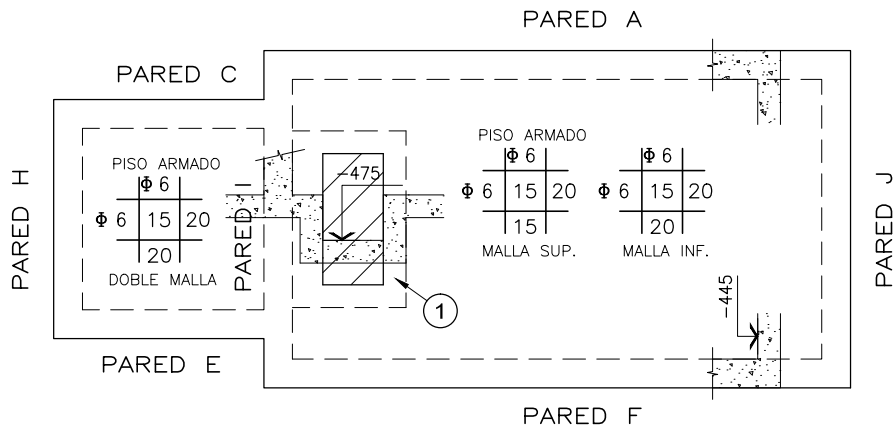 PARED A
PARED C
PARED H
PISO ARMADO
Φ 6
Φ 6 15 20
20
DOBLE MALLA
PARED I
-475
PISO ARMADO
Φ 6
Φ 6 15 20
15
MALLA SUP.
Φ 6
Φ 6 15 20
20
MALLA INF.
PARED J
-445
1
PARED E
PARED F